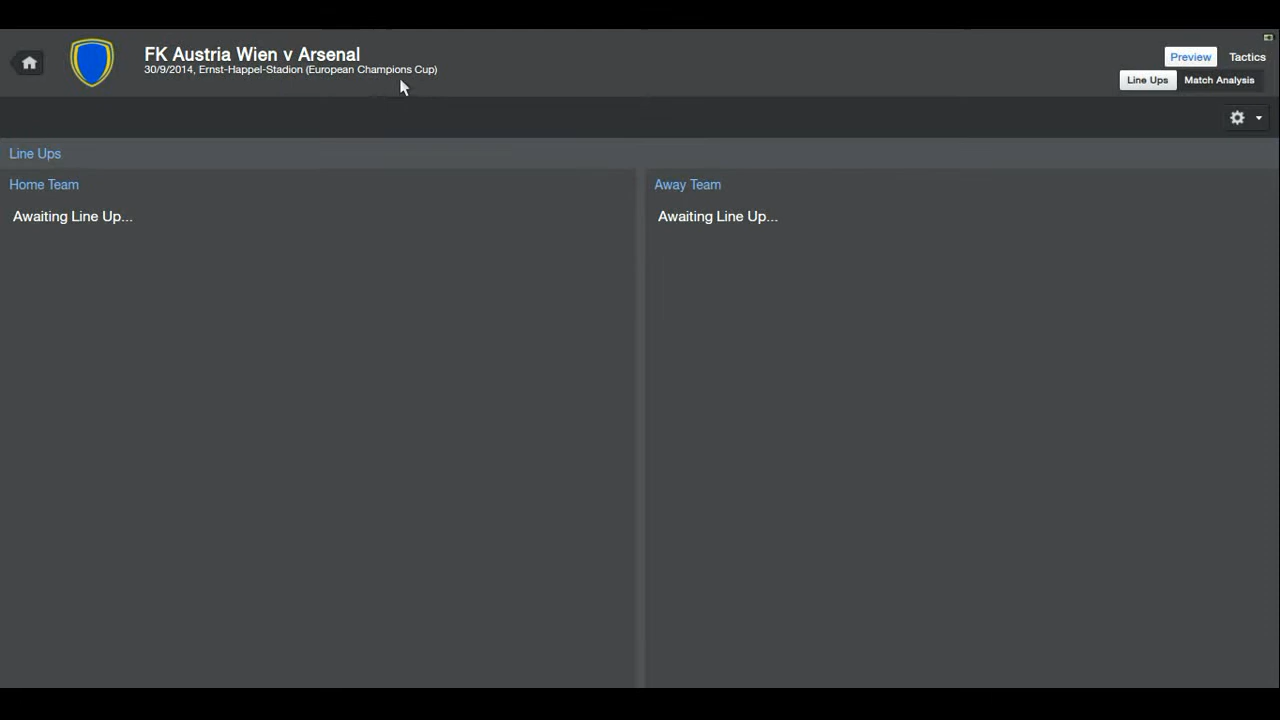 FK Austria Wien v Arsenal
30/9/2014, Ernst-Happel-Stadion (European Champions Cup)
Preview Tactics
Line Ups Match Analysis
Line Ups
Home Team
Awaiting Line Up...
Away Team
Awaiting Line Up...